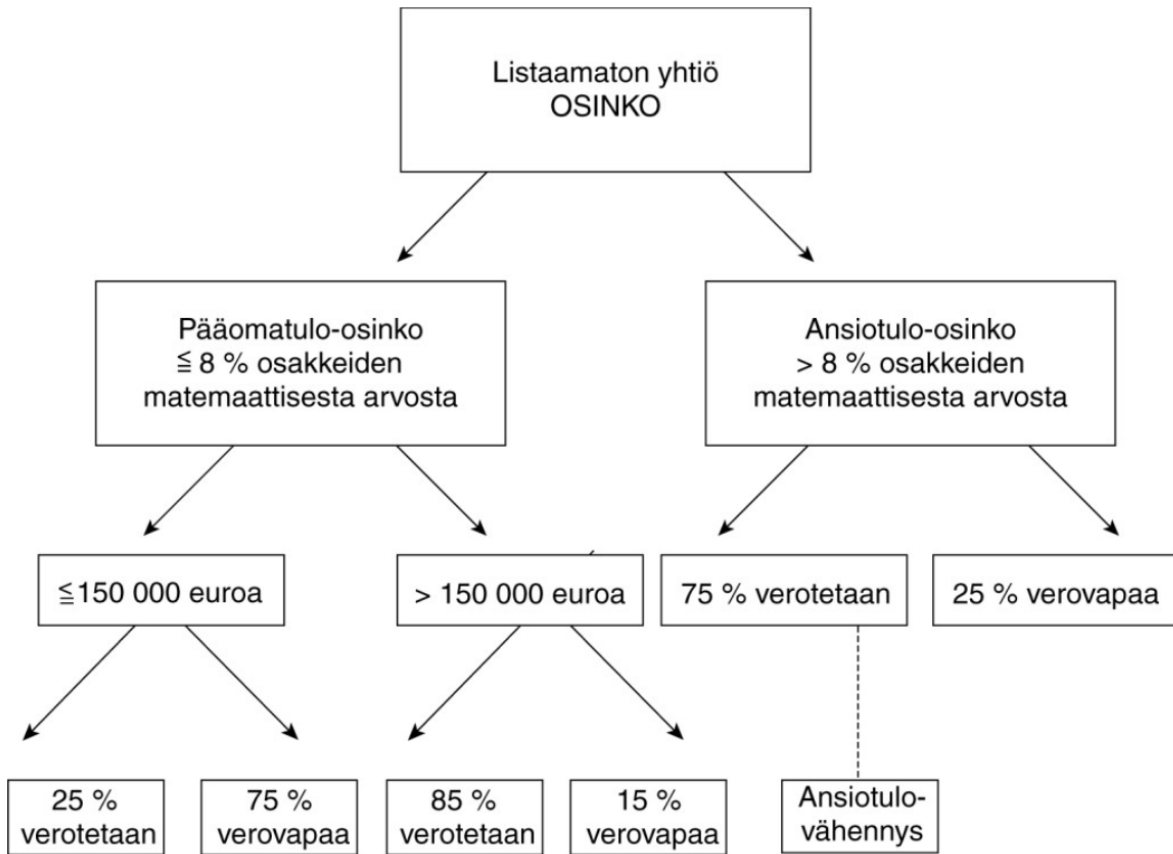 Listaamaton yhtiö
OSINKO
Pääomatulo-osinko
≦ 8 % osakkeiden
matemaattisesta arvosta
Ansiotulo-osinko
> 8 % osakkeiden
matemaattisesta arvosta
≦150 000 euroa
> 150 000 euroa
75 % verotetaan
25 % verovapaa
25 %
verotetaan
75 %
verovapaa
85 %
verotetaan
15 %
verovapaa
Ansiotulo-
vähennys